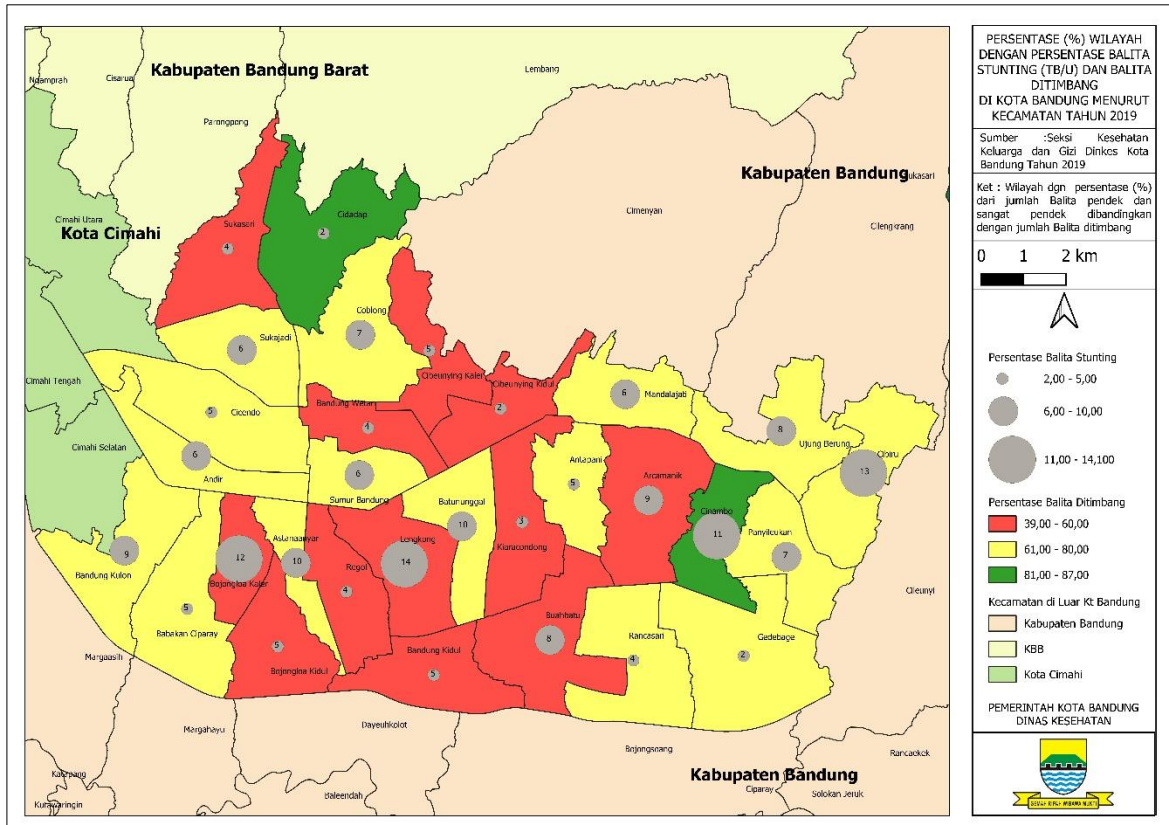 Kabupaten Bandung Barat
Ngamprah
Cisarua
Lembang
Parongpong
Kabupaten Bandung
Cimenyan
Cilengkrang
Cimahi Utara
Kota Cimahi
Sukasari
4
Cidadap
2
Coblong
7
Sukajadi
6
5
Cibeunying Kaler
Cibeunying Kidul
2
Cimahi Tengah
Cicendo
5
Bandung Wetan
4
Mandalajati
6
8
Ujung Berung
Cibiru
13
Cimahi Selatan
6
Andir
6
Sumur Bandung
Antapani
5
Arcamanik
9
Batununggal
10
Cinambo
11
Panyileukan
7
3
Kiaracondong
9
Bandung Kulon
12
Bojongloa Kaler
Astanaanyar
10
Regol
4
Lengkung
14
5
Babakan Ciparay
5
Bojongloa Kidul
Bandung Kidul
5
Buahbatu
8
Rancasari
4
Gedebage
2
Cileunyi
Margaasih
Margahayu
Dayeuhkolot
Bojongsoang
Kabupaten Bandung
Rancaekek
Katapang
Kutawaringin
Baleendah
Ciparay
Solokan Jeruk
PERSENTASE (%) WILAYAH
DENGAN PERSENTASE BALITA
STUNTING (TB/U) DAN BALITA
DITIMBANG
DI KOTA BANDUNG MENURUT
KECAMATAN TAHUN 2019
Sumber :Seksi Kesehatan
Keluarga dan Gizi Dinkes Kota
Bandung Tahun 2019
Ket : Wilayah dgn persentase (%)
dari jumlah Balita pendek dan
sangat pendek dibandingkan
dengan jumlah Balita ditimbang
0 1 2 km
Persentase Balita Stunting
2,00 - 5,00
6,00 - 10,00
11,00 - 14,100
Persentase Balita Ditimbang
39,00 - 60,00
61,00 - 80,00
81,00 - 87,00
Kecamatan di Luar Kt Bandung
Kabupaten Bandung
KBB
Kota Cimahi
PEMERINTAH KOTA BANDUNG
DINAS KESEHATAN
GEMAH RIPAH WIBAWA MUKTI